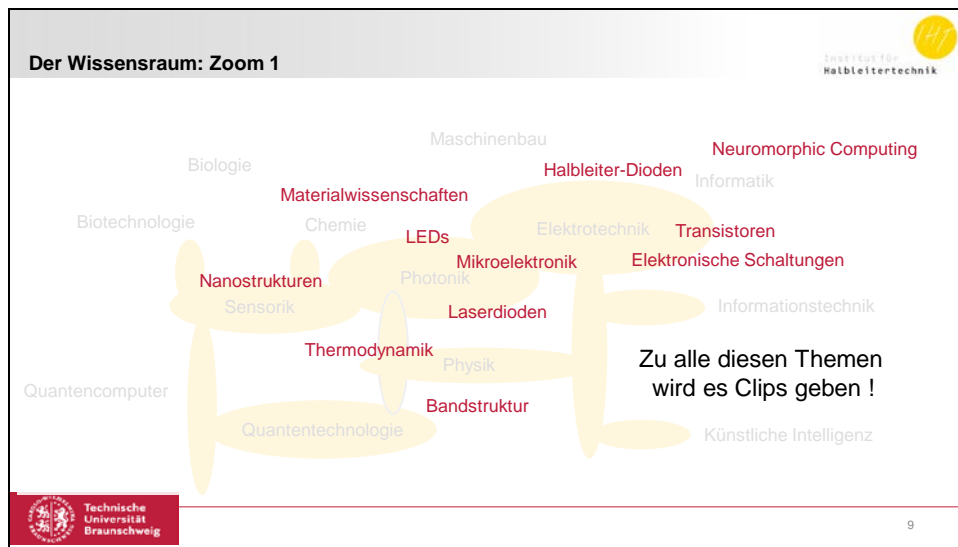 Der Wissensraum: Zoom 1
IHT
Institut für
Halbleitertechnik
Maschinenbau
Neuromorphic Computing
Biologie
Halbleiter-Dioden
Informatik
Materialwissenschaften
Biotechnologie
Chemie
Elektrotechnik
Transistoren
LEDs
Mikroelektronik
Elektronische Schaltungen
Nanostrukturen
Photonik
Sensorik
Laserdioden
Informationstechnik
Thermodynamik
Physik
Zu alle diesen Themen
wird es Clips geben !
Quantencomputer
Bandstruktur
Quantentechnologie
Künstliche Intelligenz
Technische
Universität
Braunschweig
9